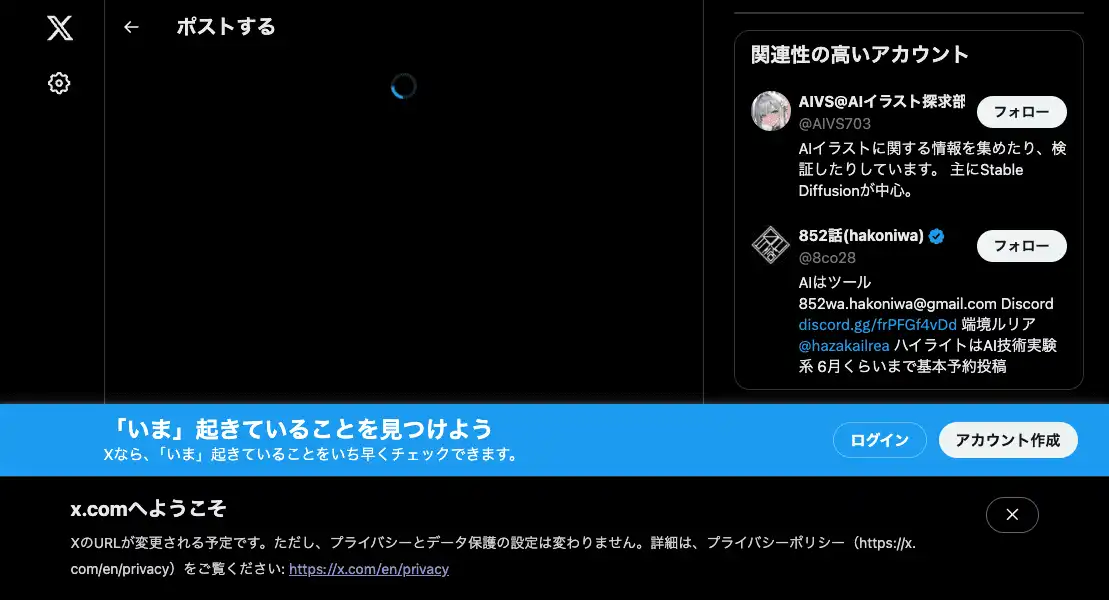 ポストする
関連性の高いアカウント
AIVS@AIイラスト探求部
@AIVS703
フォロー
AIイラストに関する情報を集めたり、検
証したりしています。 主にStable
Diffusionが中心。
852話(hakoniwa)
@8co28
フォロー
AIはツール
852wa.hakoniwa@gmail.com Discord
discord.gg/frPFGf4vDd 端境ルリア
@hazakailrea ハイライトはAI技術実験
系 6月くらいまで基本予約投稿
「いま」起きていることを見つけよう
Xなら、「いま」起きていることをいち早くチェックできます。
ログイン
アカウント作成
x.comへようこそ
XのURLが変更される予定です。ただし、プライバシーとデータ保護の設定は変わりません。詳細は、プライバシーポリシー（https://x.
com/en/privacy）をご覧ください: https://x.com/en/privacy